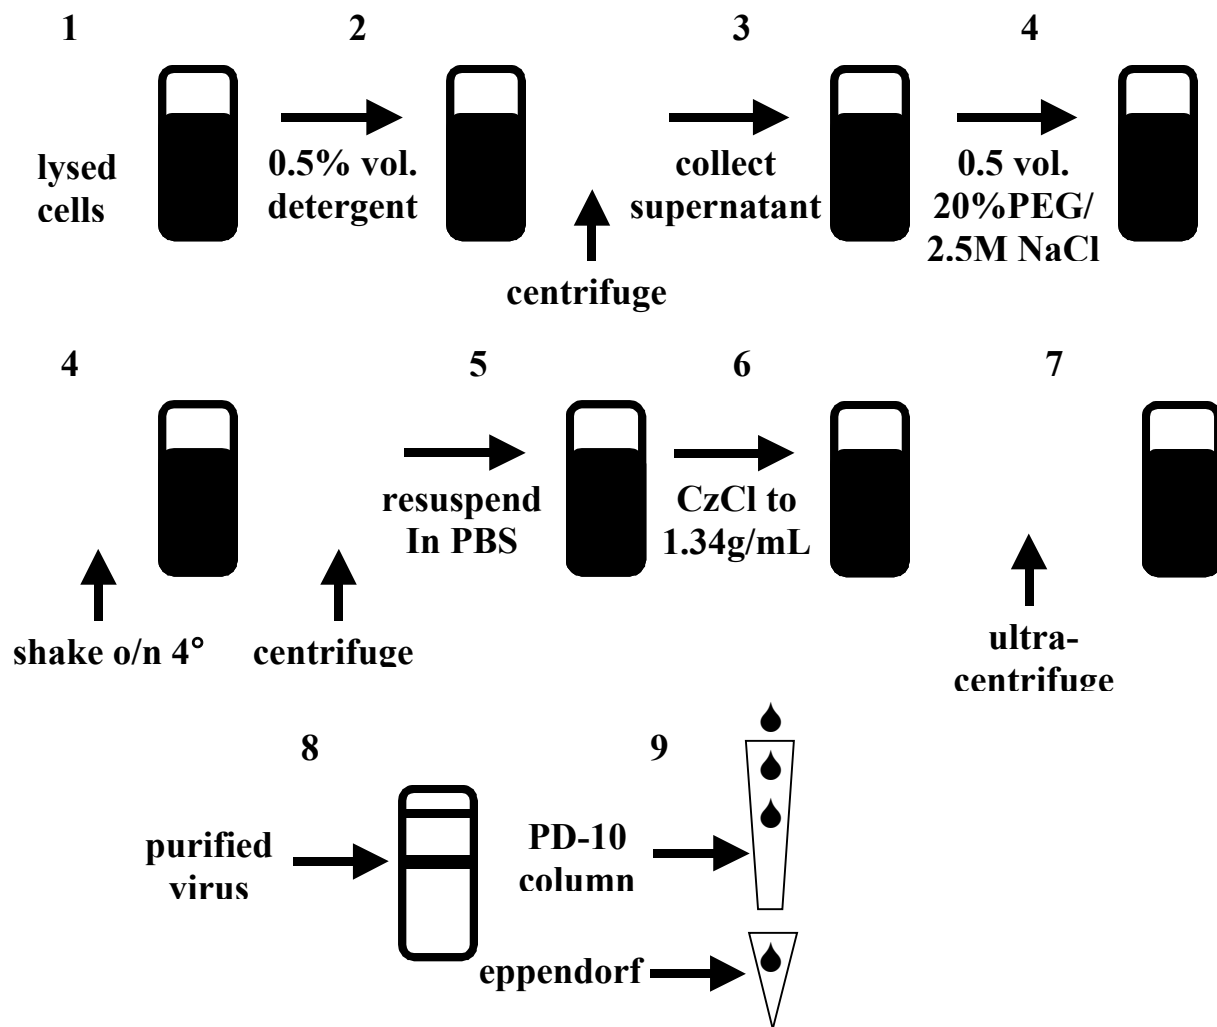 1
2
3
4
lysed
cells
0.5% vol.
detergent
centrifuge
collect
supernatant
0.5 vol.
20%PEG/
2.5M NaCl
4
5
6
7
shake o/n 4°
centrifuge
resuspend
In PBS
CzCl to
1.34g/mL
ultra-
centrifuge
8
9
purified
virus
PD-10
column
eppendorf